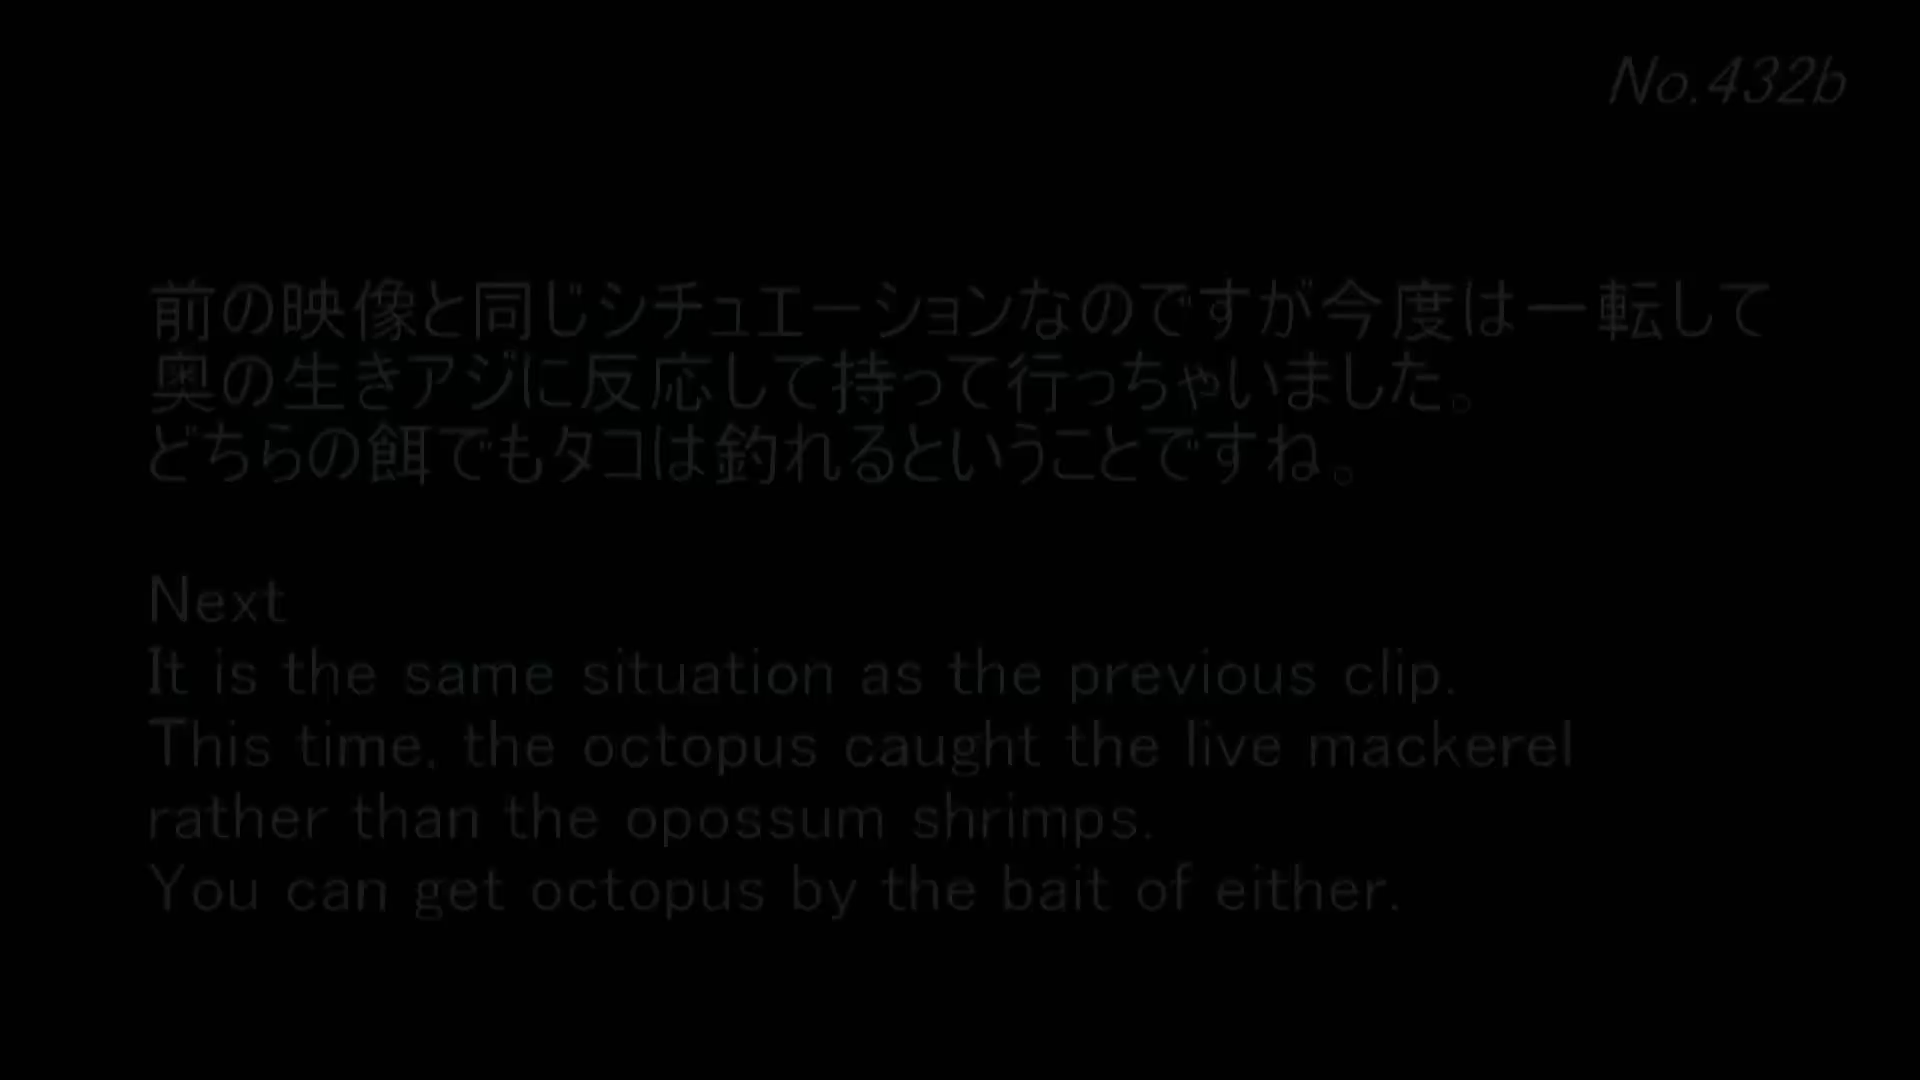 No.432b
前の映像と同じシチュエーションなのですが今度は一転して
奥の生きアジに反応して持って行っちゃいました。
どちらの餌でもタコは釣れるということですね。
Next
It is the same situation as the previous clip.
This time, the octopus caught the live mackerel
rather than the opossum shrimps.
You can get octopus by the bait of either.